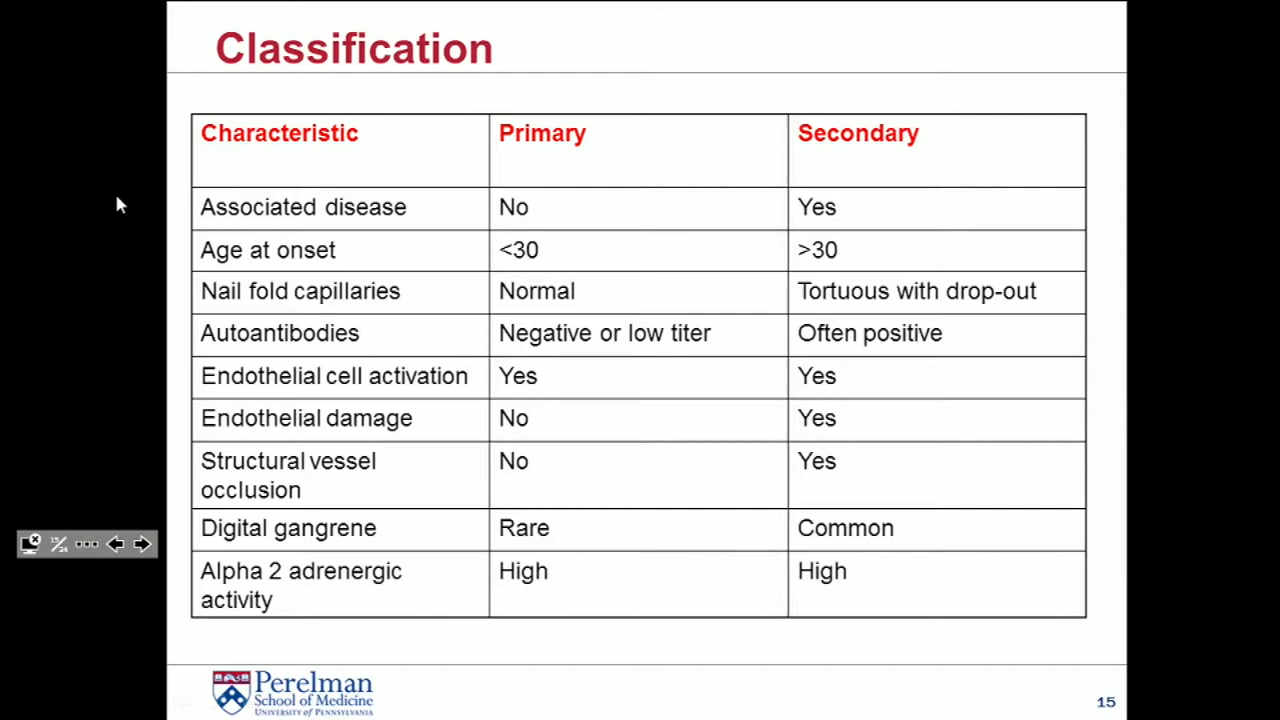 Classification
Characteristic Primary Secondary
Associated disease No Yes
Age at onset <30 >30
Nail fold capillaries Normal Tortuous with drop-out
Autoantibodies Negative or low titer Often positive
Endothelial cell activation Yes Yes
Endothelial damage No Yes
Structural vessel No Yes
occlusion
Digital gangrene Rare Common
Alpha 2 adrenergic High High
activity
15/24
Perelman
School of Medicine
University of Pennsylvania
15